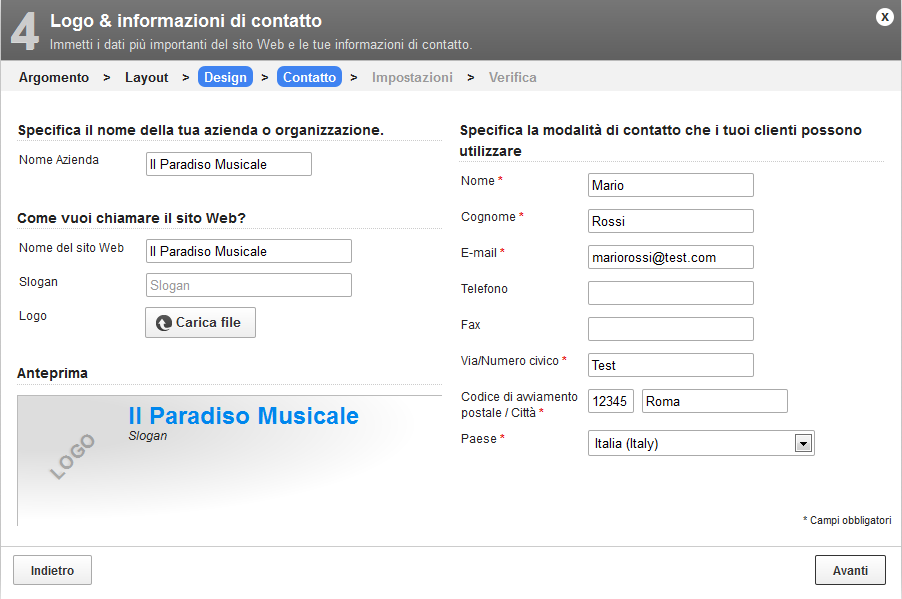 4
Logo & informazioni di contatto
X
Immetti i dati più importanti del sito Web e le tue informazioni di contatto.
Argomento > Layout > Design > Contatto > Impostazioni > Verifica
Specifica il nome della tua azienda o organizzazione.
Nome Azienda
Il Paradiso Musicale
Come vuoi chiamare il sito Web?
Nome del sito Web
Il Paradiso Musicale
Slogan
Slogan
Logo
Carica file
Anteprima
LOGO
Il Paradiso Musicale
Slogan
Specifica la modalità di contatto che i tuoi clienti possono
utilizzare
Nome *
Mario
Cognome *
Rossi
E-mail *
mariorossi@test.com
Telefono
Fax
Via/Numero civico *
Test
Codice di avviamento
postale / Città *
12345
Roma
Paese *
Italia (Italy)
* Campi obbligatori
Indietro
Avanti